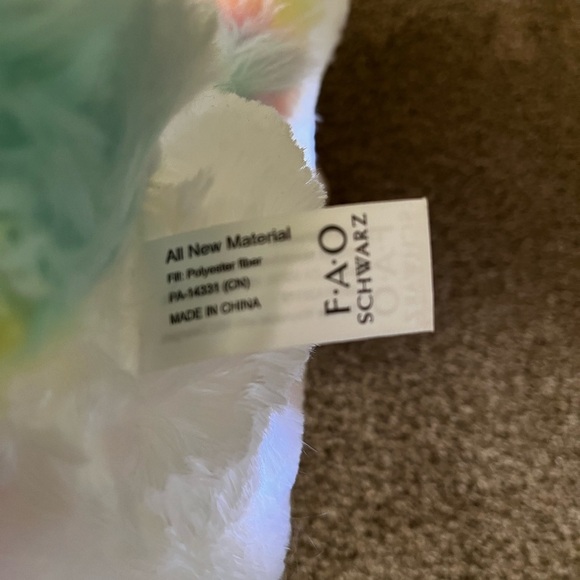 All New Material
Fill: Polyester fiber
PA-14331 (CN)
MADE IN CHINA
F·A·O
SCHWARZ